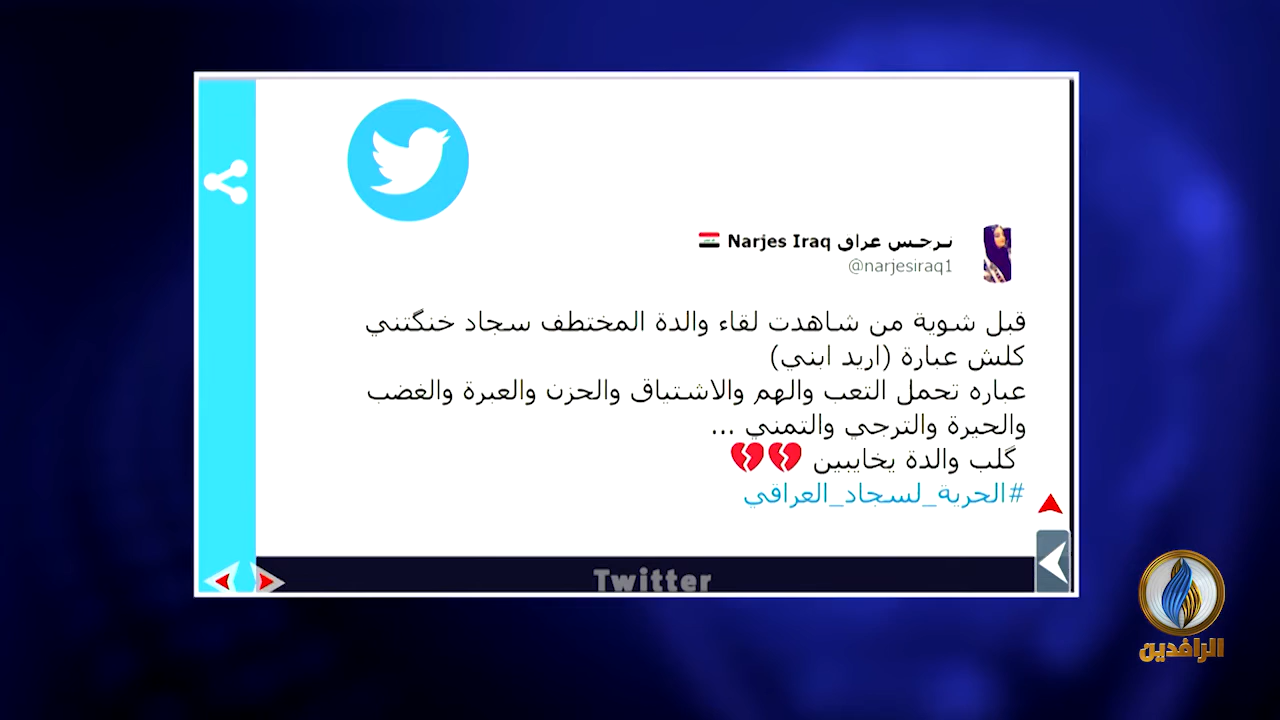 نرجس عراق Narjes Iraq
@narjesiraq1
قبل شوية من شاهدت لقاء والدة المختطف سجاد خنگتني
كلش عبارة (اريد ابني)
عباره تحمل التعب والهم والاشتياق والحزن والعبرة والغضب
والحيرة والترجي والتمني ...
گلب والدة يخايبين
#الحرية_لسجاد_العراقي
Twitter
الرافدين